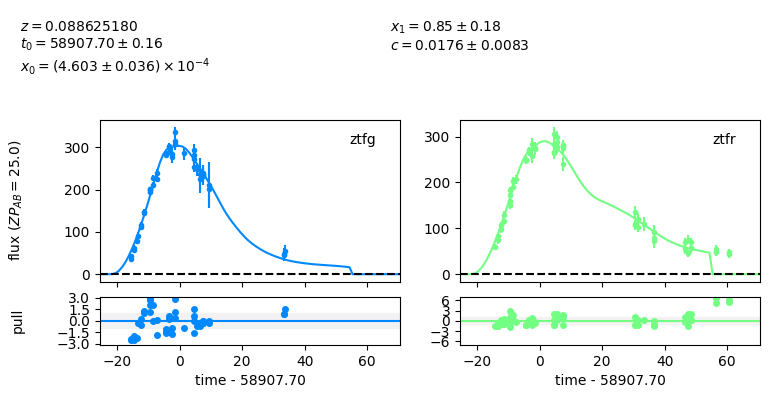 z = 0.088625180
t₀ = 58907.70 ± 0.16
x₀ = (4.603 ± 0.036) × 10⁻⁴
x₁ = 0.85 ± 0.18
c = 0.0176 ± 0.0083
flux (ZP_AB = 25.0)
300
200
100
0
ztfg
300
200
100
0
ztfr
pull
3.0
1.5
0.0
−1.5
−3.0
6
3
0
−3
−6
−20 0 20 40 60
−20 0 20 40 60
time - 58907.70
time - 58907.70